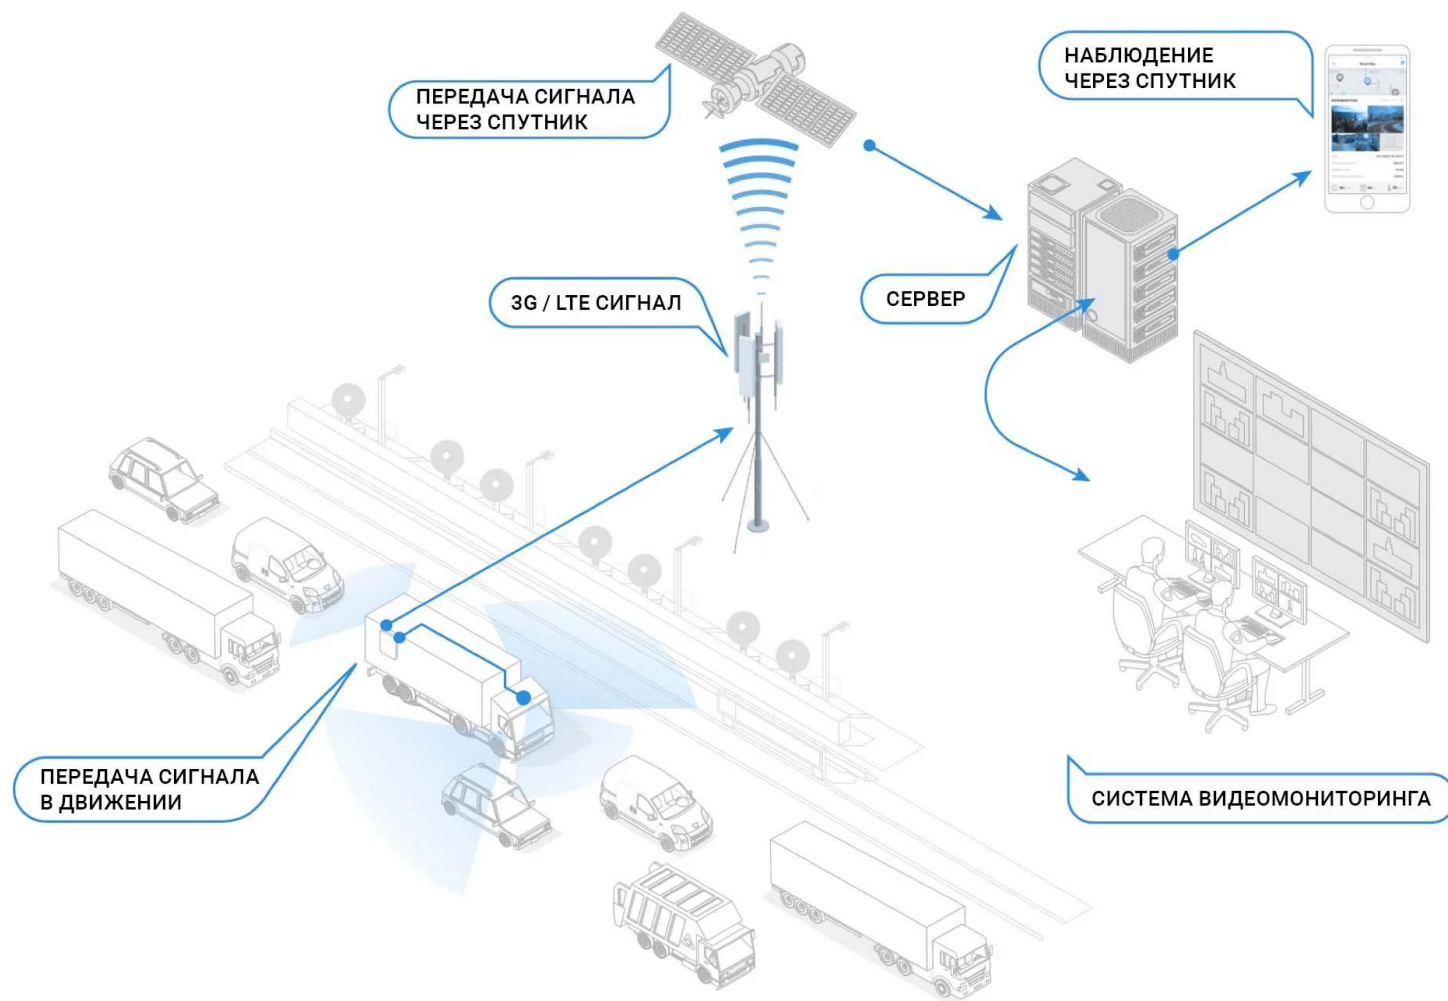 ПЕРЕДАЧА СИГНАЛА
ЧЕРЕЗ СПУТНИК
НАБЛЮДЕНИЕ
ЧЕРЕЗ СПУТНИК
3G / LTE СИГНАЛ
СЕРВЕР
ПЕРЕДАЧА СИГНАЛА
В ДВИЖЕНИИ
СИСТЕМА ВИДЕОМОНИТОРИНГА